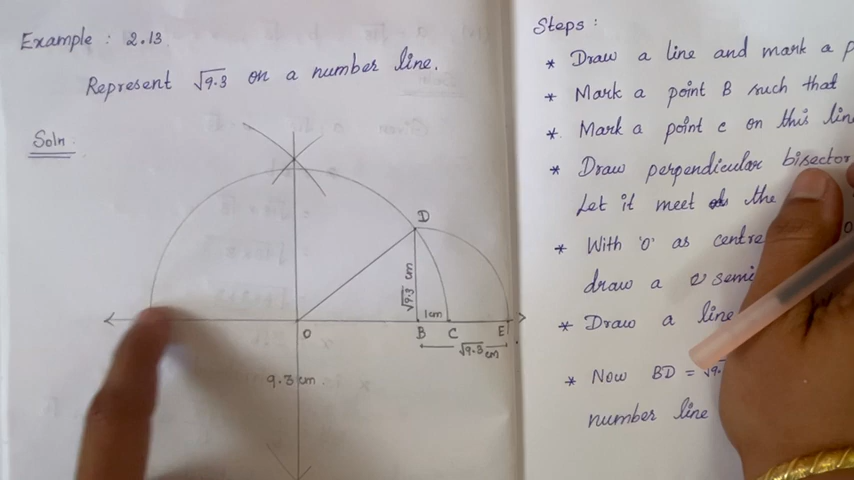 Example : 2.13
Represent √9.3 on a number line.
Soln:
D
√9.3 cm
1cm
O
B C E
√9.3 cm
9.3 cm
Steps :
* Draw a line and mark a
* Mark a point B such that
* Mark a point C on this
* Draw perpendicular bisector
Let it meet the
* With 'O' as centre
draw a semi
* Draw a line
* Now BD =
number line